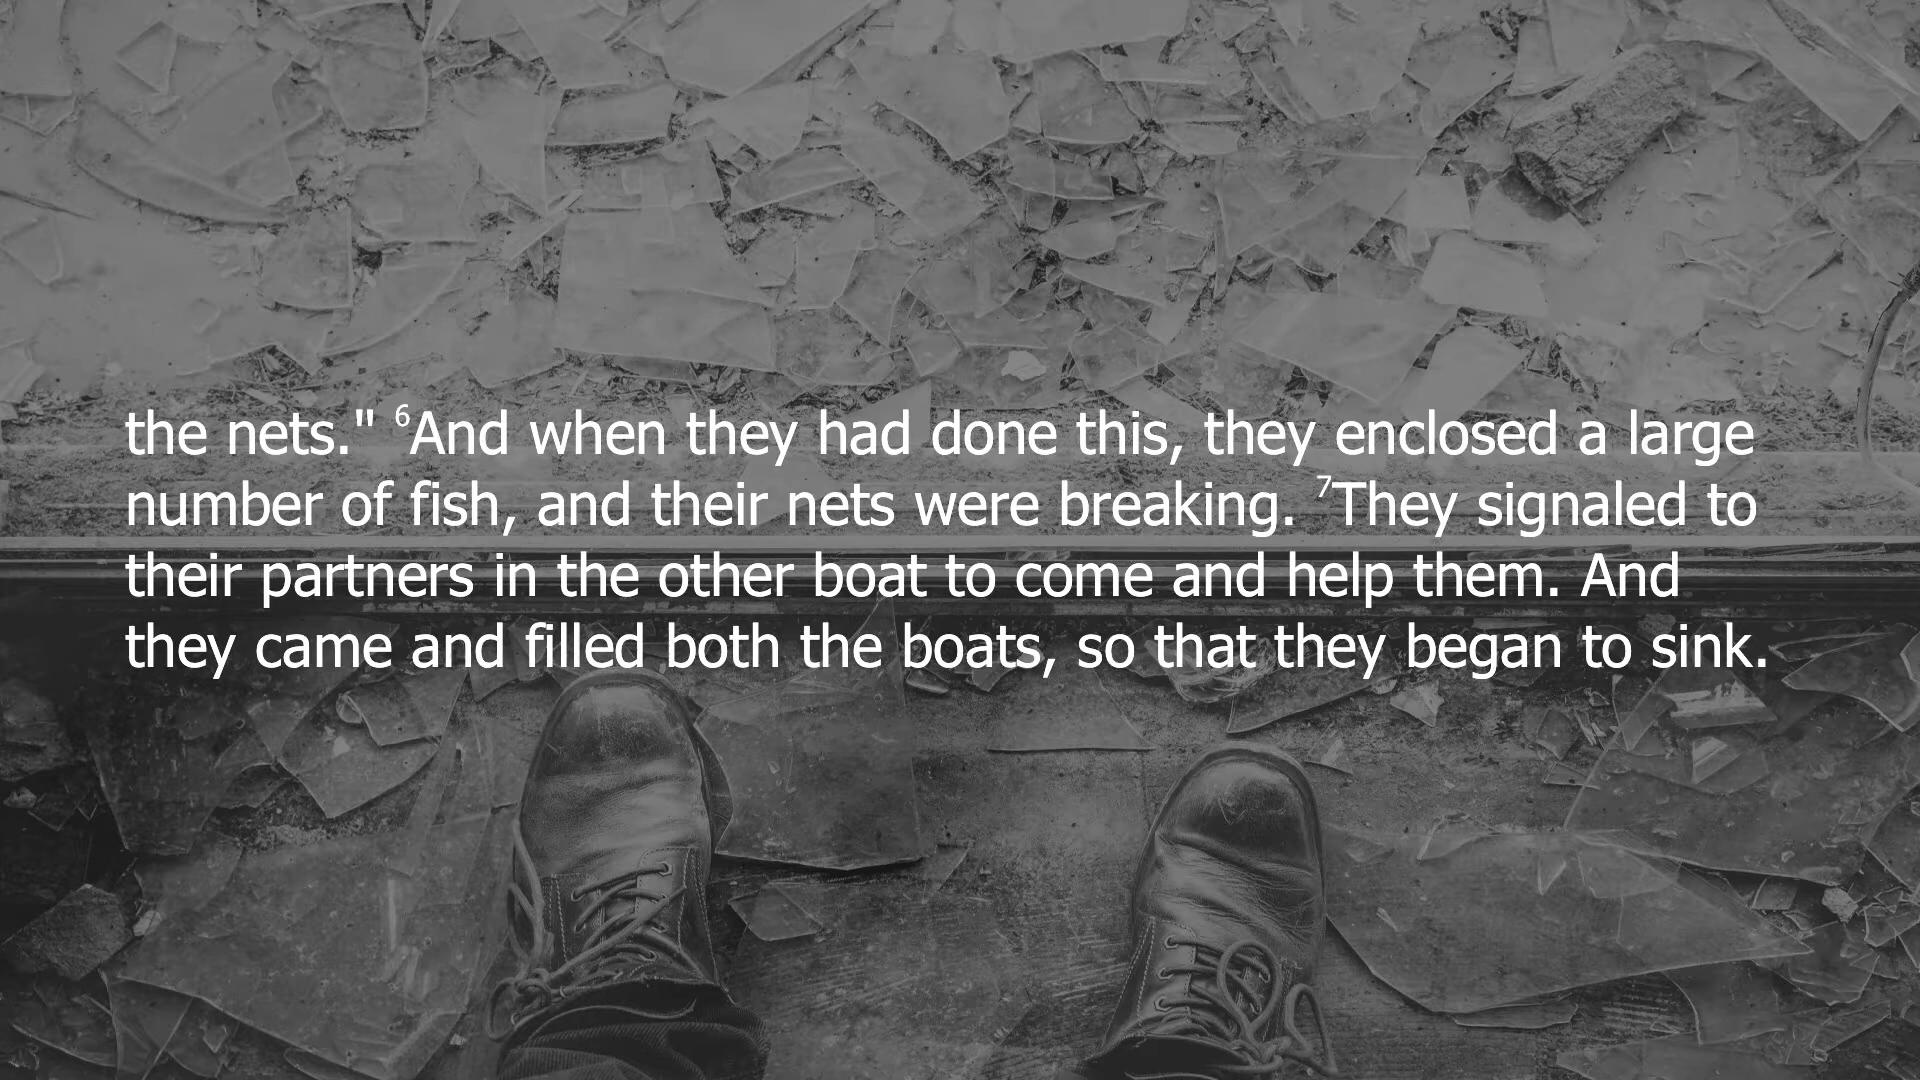 the nets." ⁶And when they had done this, they enclosed a large
number of fish, and their nets were breaking. ⁷They signaled to
their partners in the other boat to come and help them. And
they came and filled both the boats, so that they began to sink.